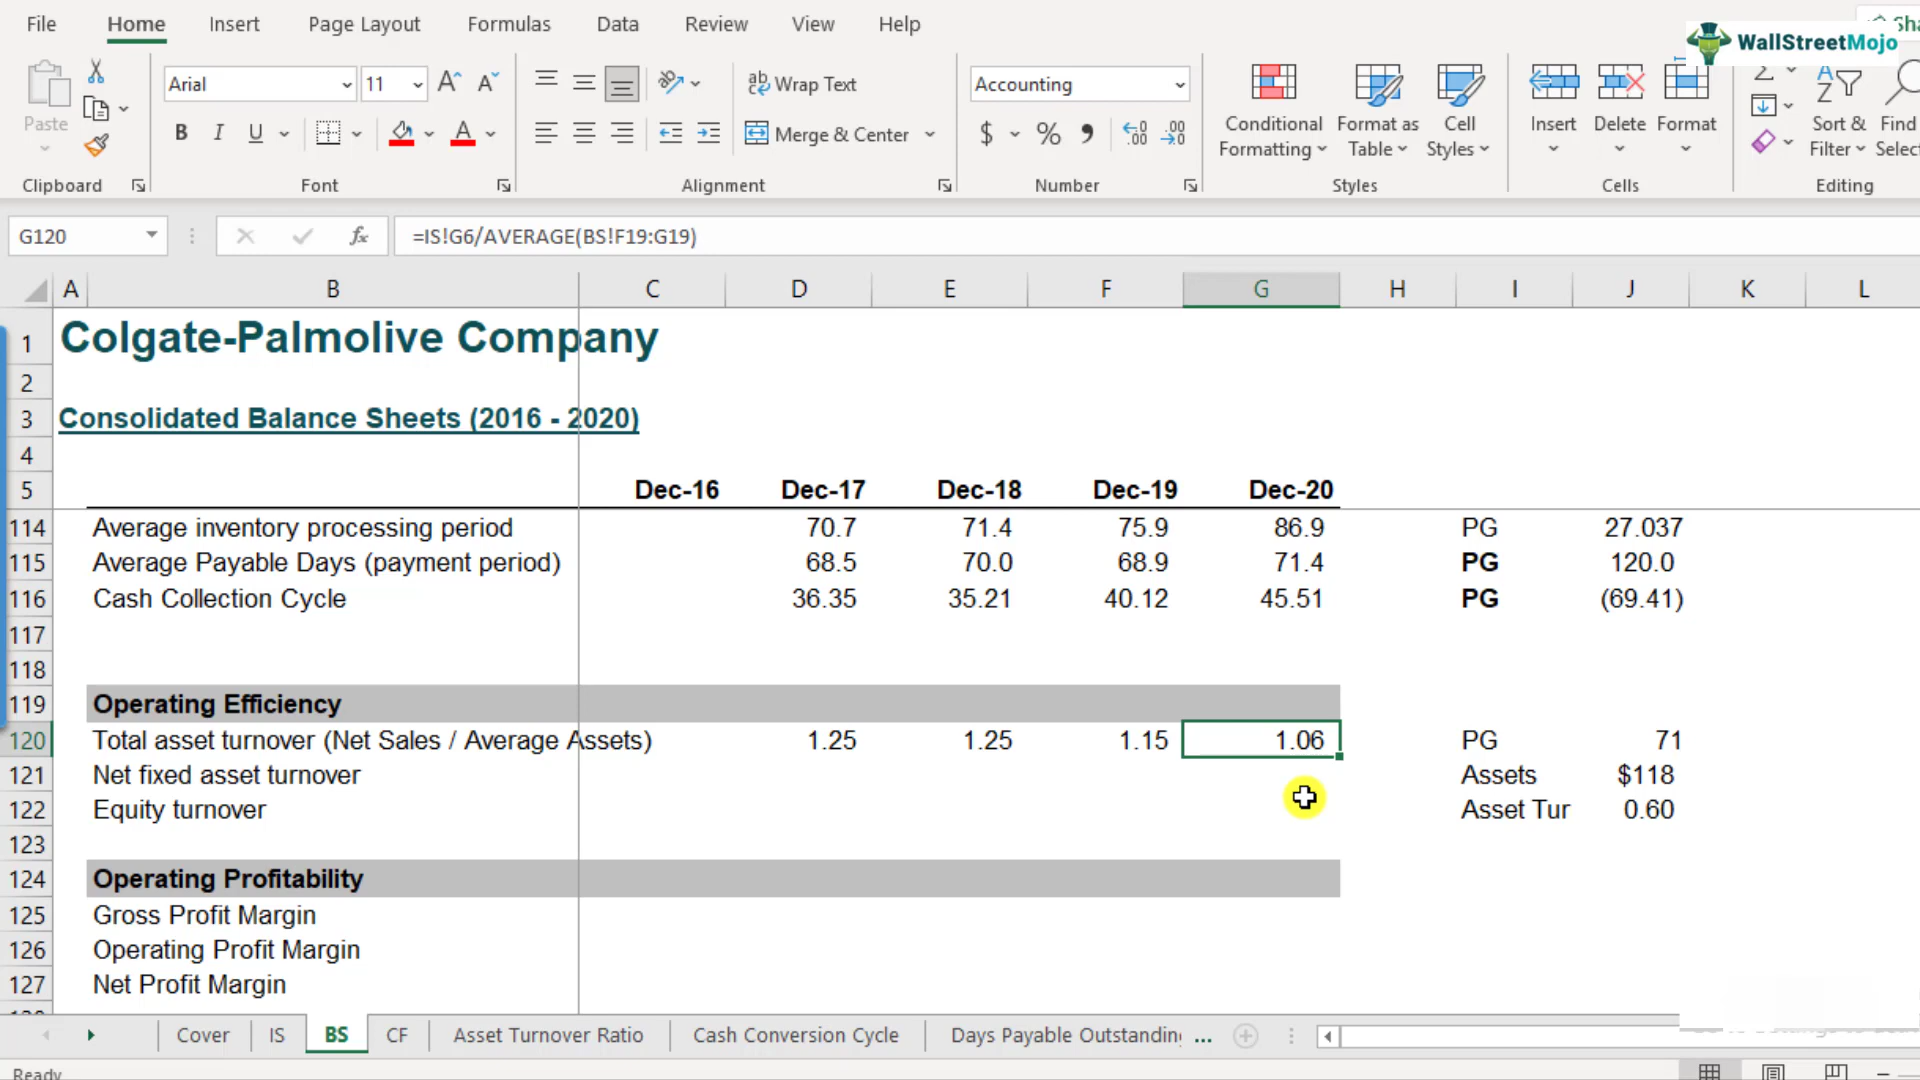 File Home Insert Page Layout Formulas Data Review View Help
WallStreetMojo
Paste
Arial 11
Wrap Text
Merge & Center
Accounting
$ % .00
Conditional Formatting
Format as Table
Cell Styles
Insert Delete Format
Sort & Filter
Find
Clipboard Font Alignment Number Styles Cells Editing
G120 fx =IS!G6/AVERAGE(BS!F19:G19)
A B C D E F G H I J K L
1 Colgate-Palmolive Company
2
3 Consolidated Balance Sheets (2016 - 2020)
4
5 Dec-16 Dec-17 Dec-18 Dec-19 Dec-20
114 Average inventory processing period 70.7 71.4 75.9 86.9 PG 27.037
115 Average Payable Days (payment period) 68.5 70.0 68.9 71.4 PG 120.0
116 Cash Collection Cycle 36.35 35.21 40.12 45.51 PG (69.41)
117
118
119 Operating Efficiency
120 Total asset turnover (Net Sales / Average Assets) 1.25 1.25 1.15 1.06 PG 71
121 Net fixed asset turnover Assets $118
122 Equity turnover Asset Tur 0.60
123
124 Operating Profitability
125 Gross Profit Margin
126 Operating Profit Margin
127 Net Profit Margin
Cover IS BS CF Asset Turnover Ratio Cash Conversion Cycle Days Payable Outstanding ...
Ready